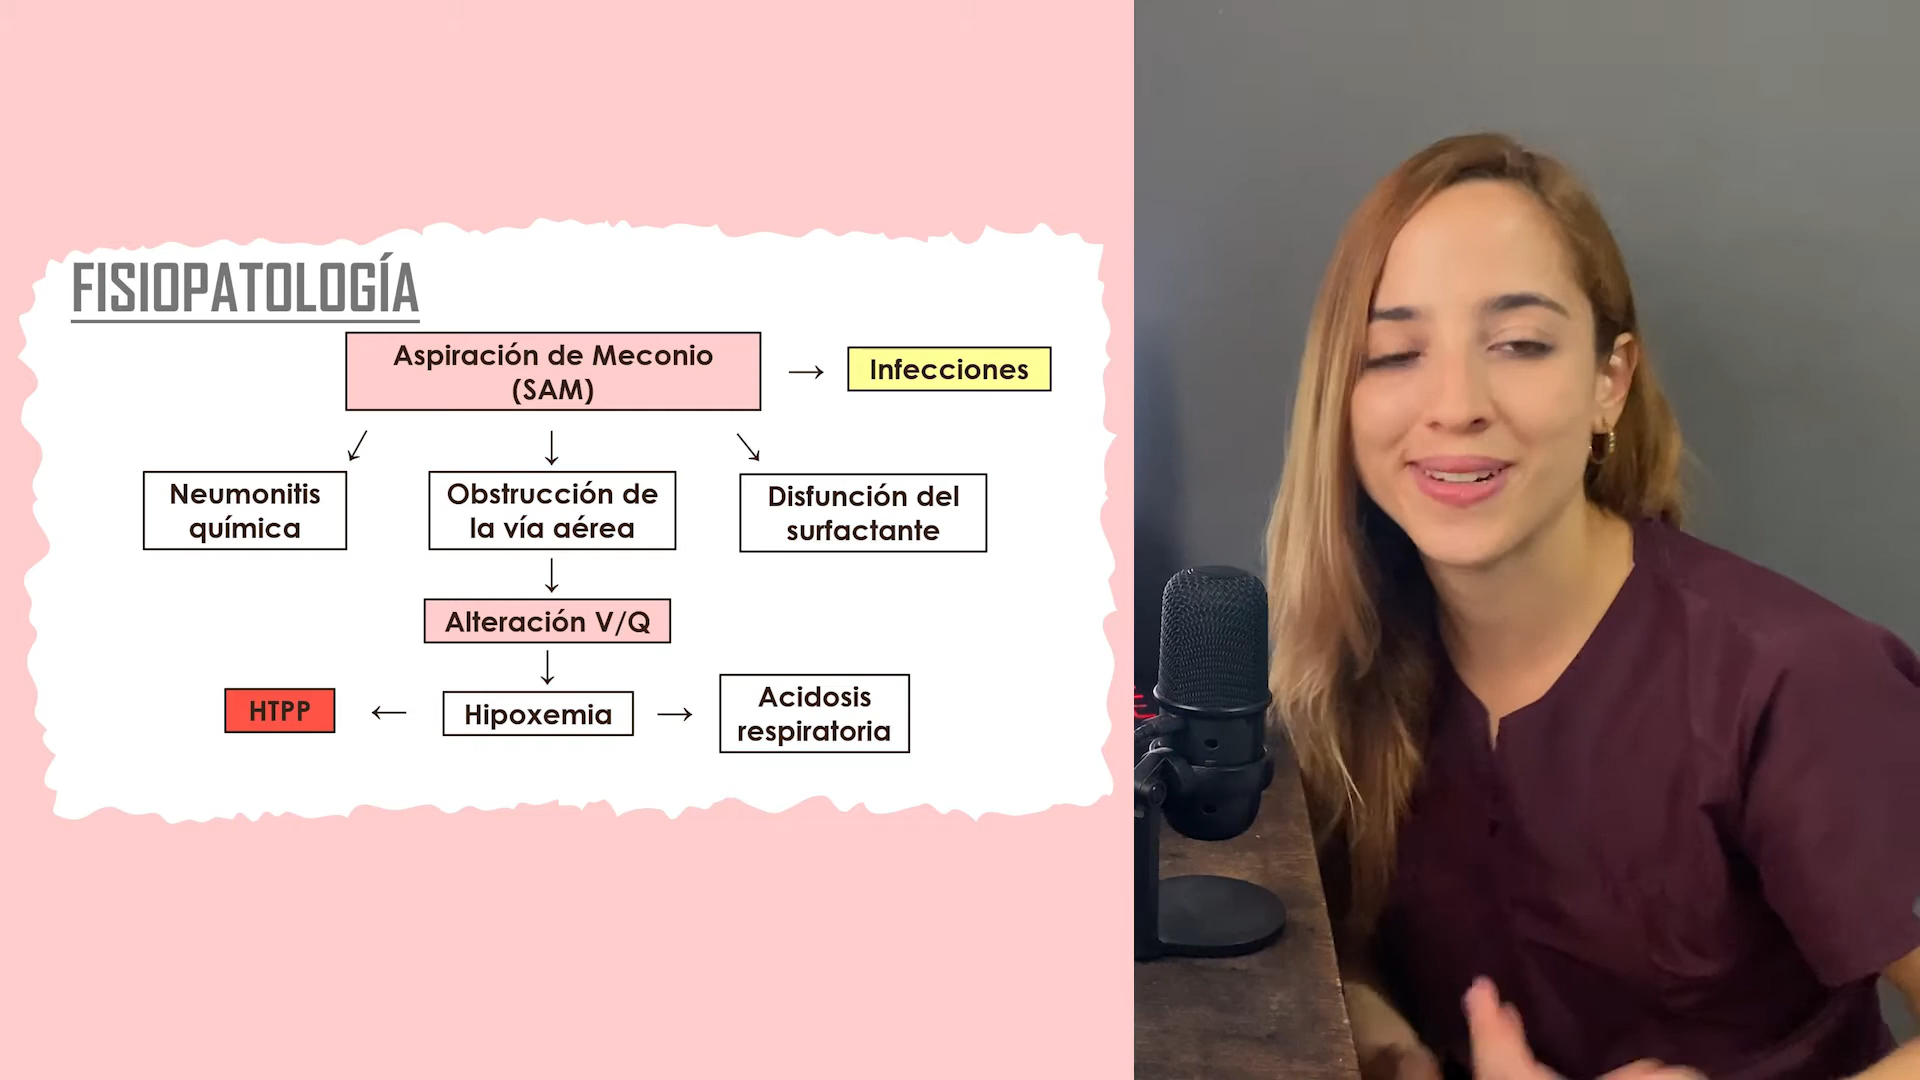 FISIOPATOLOGÍA
Aspiración de Meconio
(SAM)
Infecciones
Neumonitis
química
Obstrucción de
la vía aérea
Disfunción del
surfactante
Alteración V/Q
HTPP
Hipoxemia
Acidosis
respiratoria